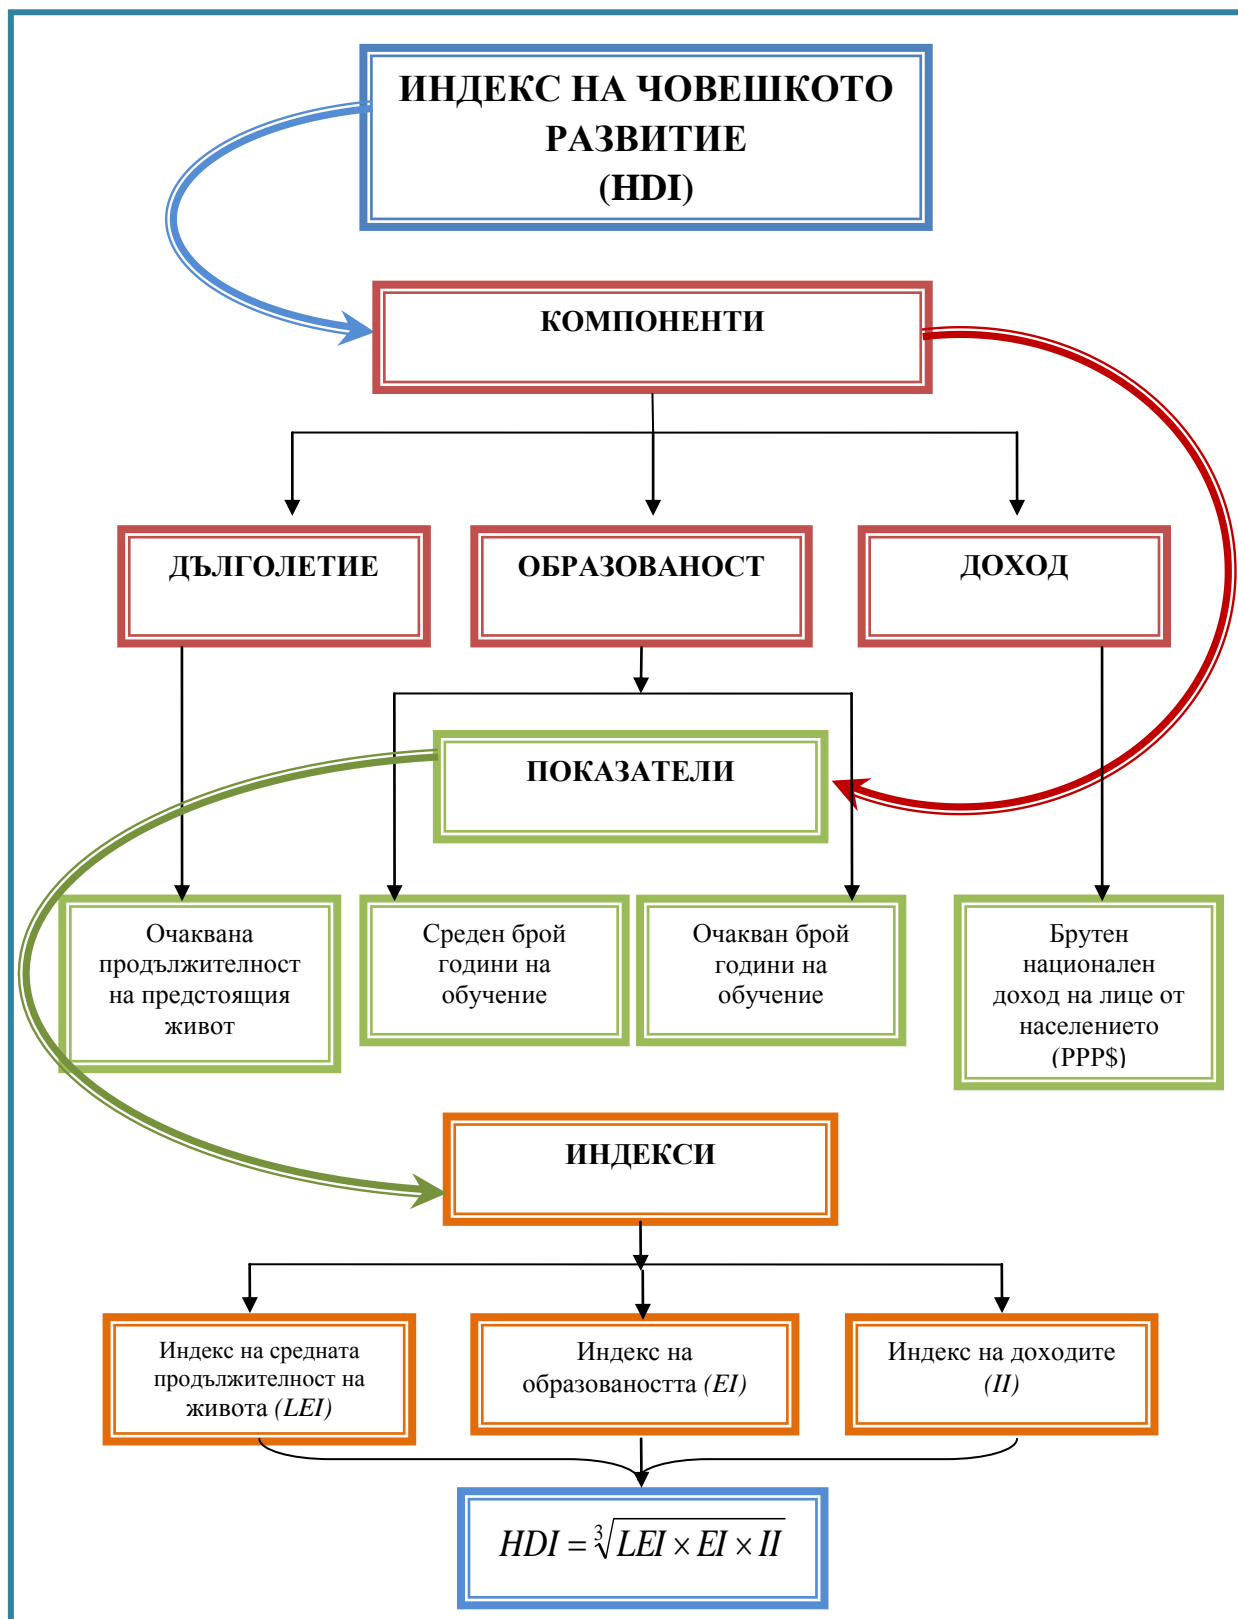 ИНДЕКС НА ЧОВЕШКОТО
РАЗВИТИЕ
(HDI)
КОМПОНЕНТИ
ДЪЛГОЛЕТИЕ
ОБРАЗОВАНОСТ
ДОХОД
ПОКАЗАТЕЛИ
Очаквана
продължителност
на предстоящия
живот
Среден брой
години на
обучение
Очакван брой
години на
обучение
Брутен
национален
доход на лице от
населението
(PPP$)
ИНДЕКСИ
Индекс на средната
продължителност на
живота (LEI)
Индекс на
образоваността (EI)
Индекс на доходите
(II)
HDI = ∛(LEI × EI × II)